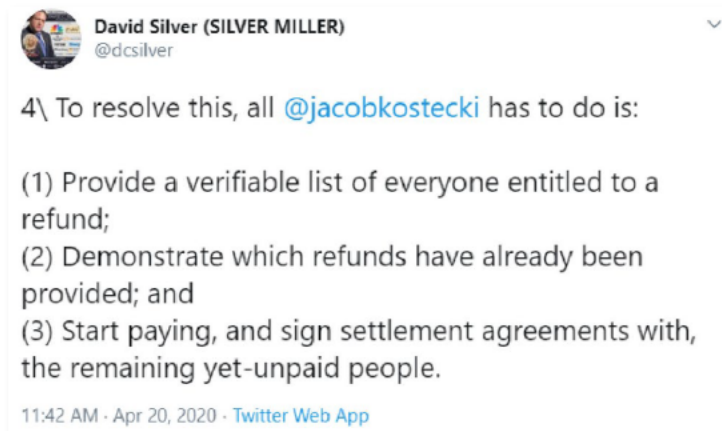 David Silver (SILVER MILLER)
@dcsilver
4\ To resolve this, all @jacobkostecki has to do is:
(1) Provide a verifiable list of everyone entitled to a
refund;
(2) Demonstrate which refunds have already been
provided; and
(3) Start paying, and sign settlement agreements with,
the remaining yet-unpaid people.
11:42 AM · Apr 20, 2020 · Twitter Web App